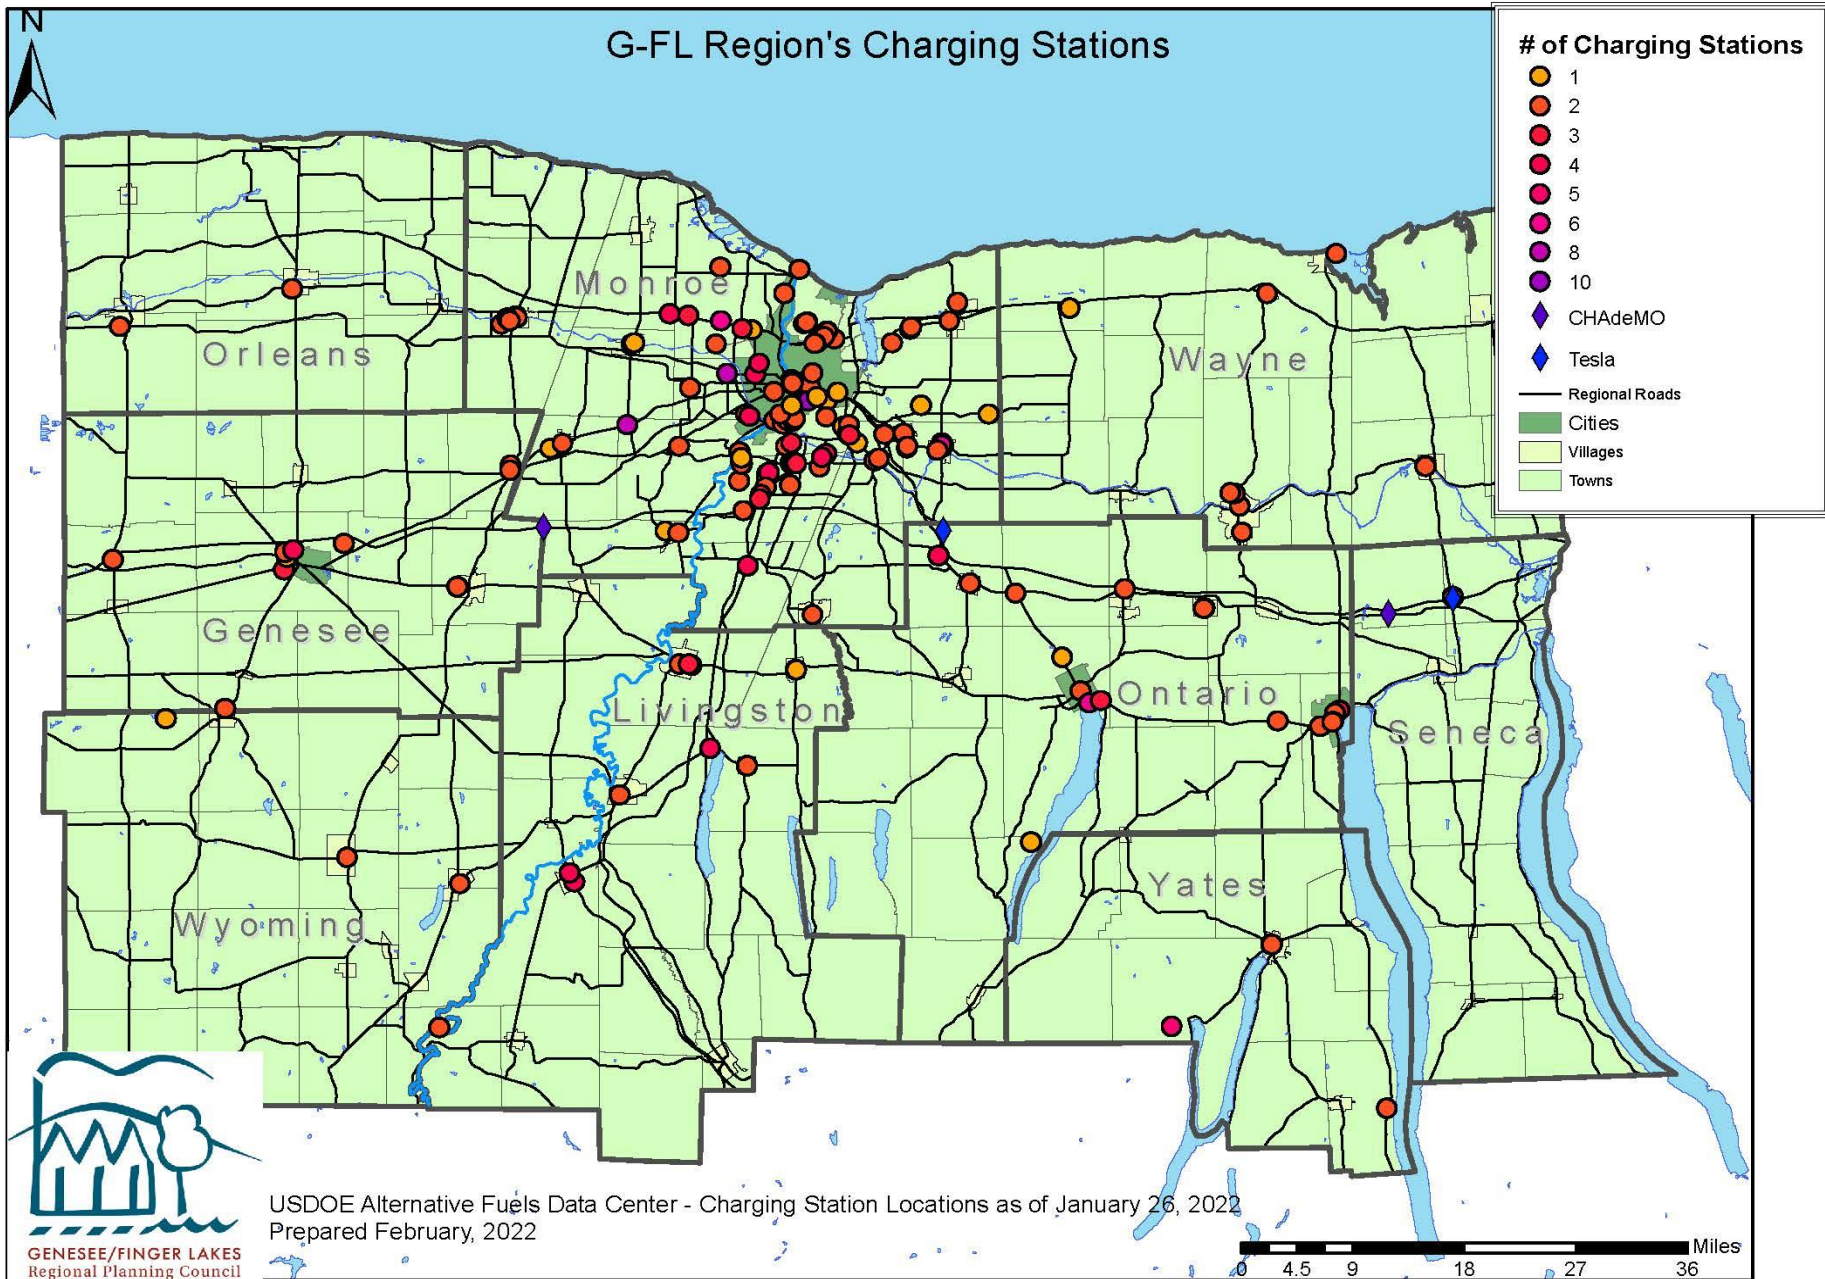 N
G-FL Region's Charging Stations
# of Charging Stations
1
2
3
4
5
6
8
10
CHAdeMO
Tesla
Regional Roads
Cities
Villages
Towns
Monroe
Orleans
Wayne
Genesee
Livingston
Ontario
Seneca
Wyoming
Yates
USDOE Alternative Fuels Data Center - Charging Station Locations as of January 26, 2022
Prepared February, 2022
GENESEE/FINGER LAKES
Regional Planning Council
Miles
0 4.5 9 18 27 36